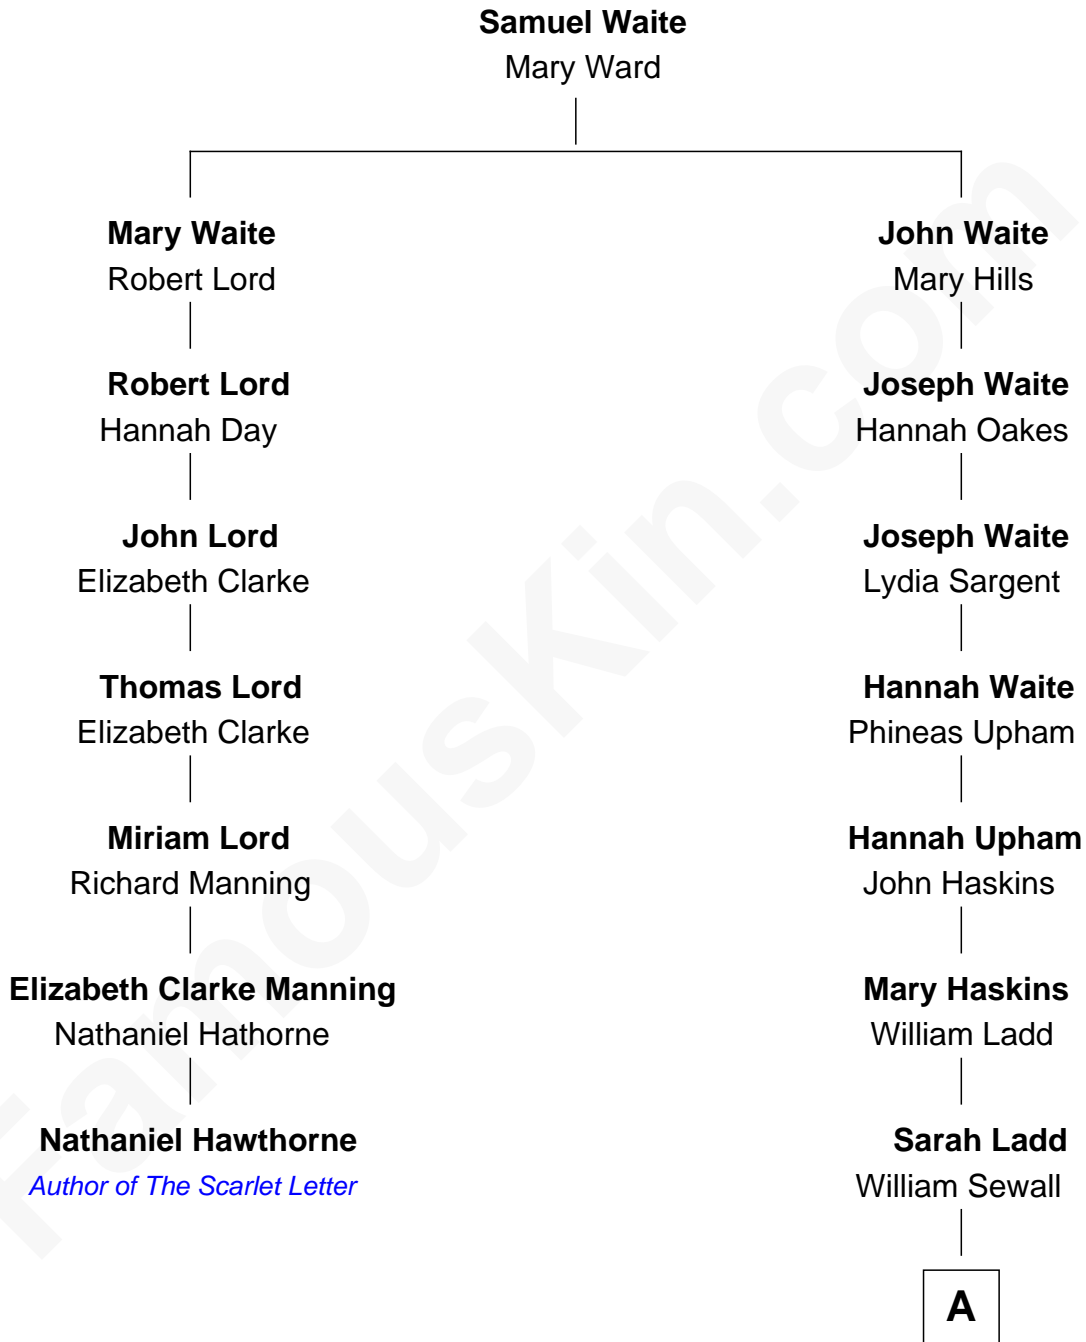 Samuel Waite
Mary Ward
Mary Waite
Robert Lord
John Waite
Mary Hills
Robert Lord
Hannah Day
Joseph Waite
Hannah Oakes
John Lord
Elizabeth Clarke
Joseph Waite
Lydia Sargent
Thomas Lord
Elizabeth Clarke
Hannah Waite
Phineas Upham
Miriam Lord
Richard Manning
Hannah Upham
John Haskins
Elizabeth Clarke Manning
Nathaniel Hathorne
Mary Haskins
William Ladd
Nathaniel Hawthorne
Author of The Scarlet Letter
Sarah Ladd
William Sewall
A
FamousKin.com